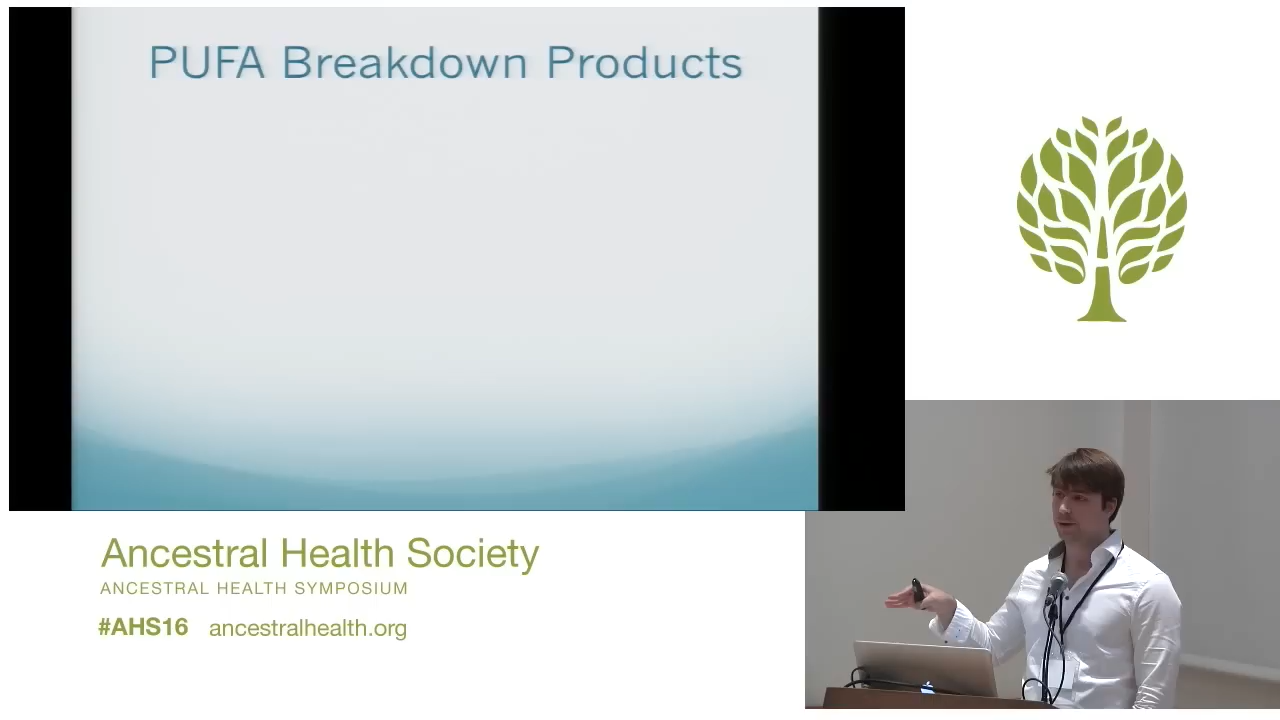 PUFA Breakdown Products
Ancestral Health Society
ANCESTRAL HEALTH SYMPOSIUM
#AHS16 ancestralhealth.org